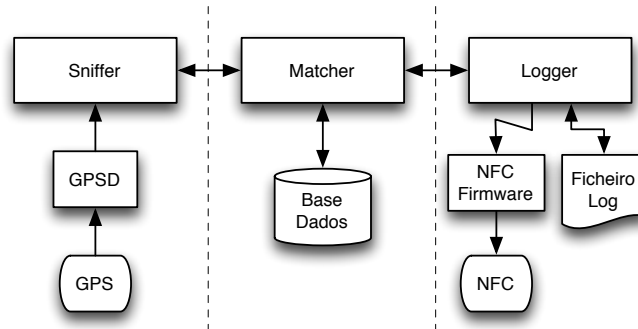 Sniffer
Matcher
Logger
GPSD
NFC
Firmware
Ficheiro
Log
Base
Dados
GPS
NFC